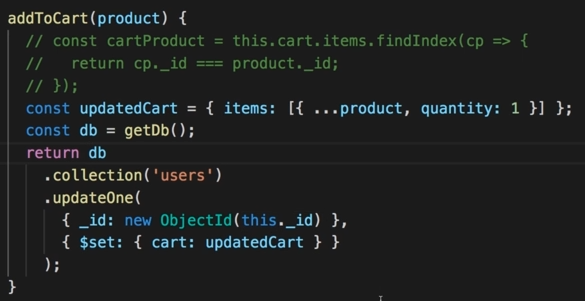 addToCart(product) {
  // const cartProduct = this.cart.items.findIndex(cp => {
  //   return cp._id === product._id;
  // });
  const updatedCart = { items: [{ ...product, quantity: 1 }] };
  const db = getDb();
  return db
    .collection('users')
    .updateOne(
      { _id: new ObjectId(this._id) },
      { $set: { cart: updatedCart } }
    );
}